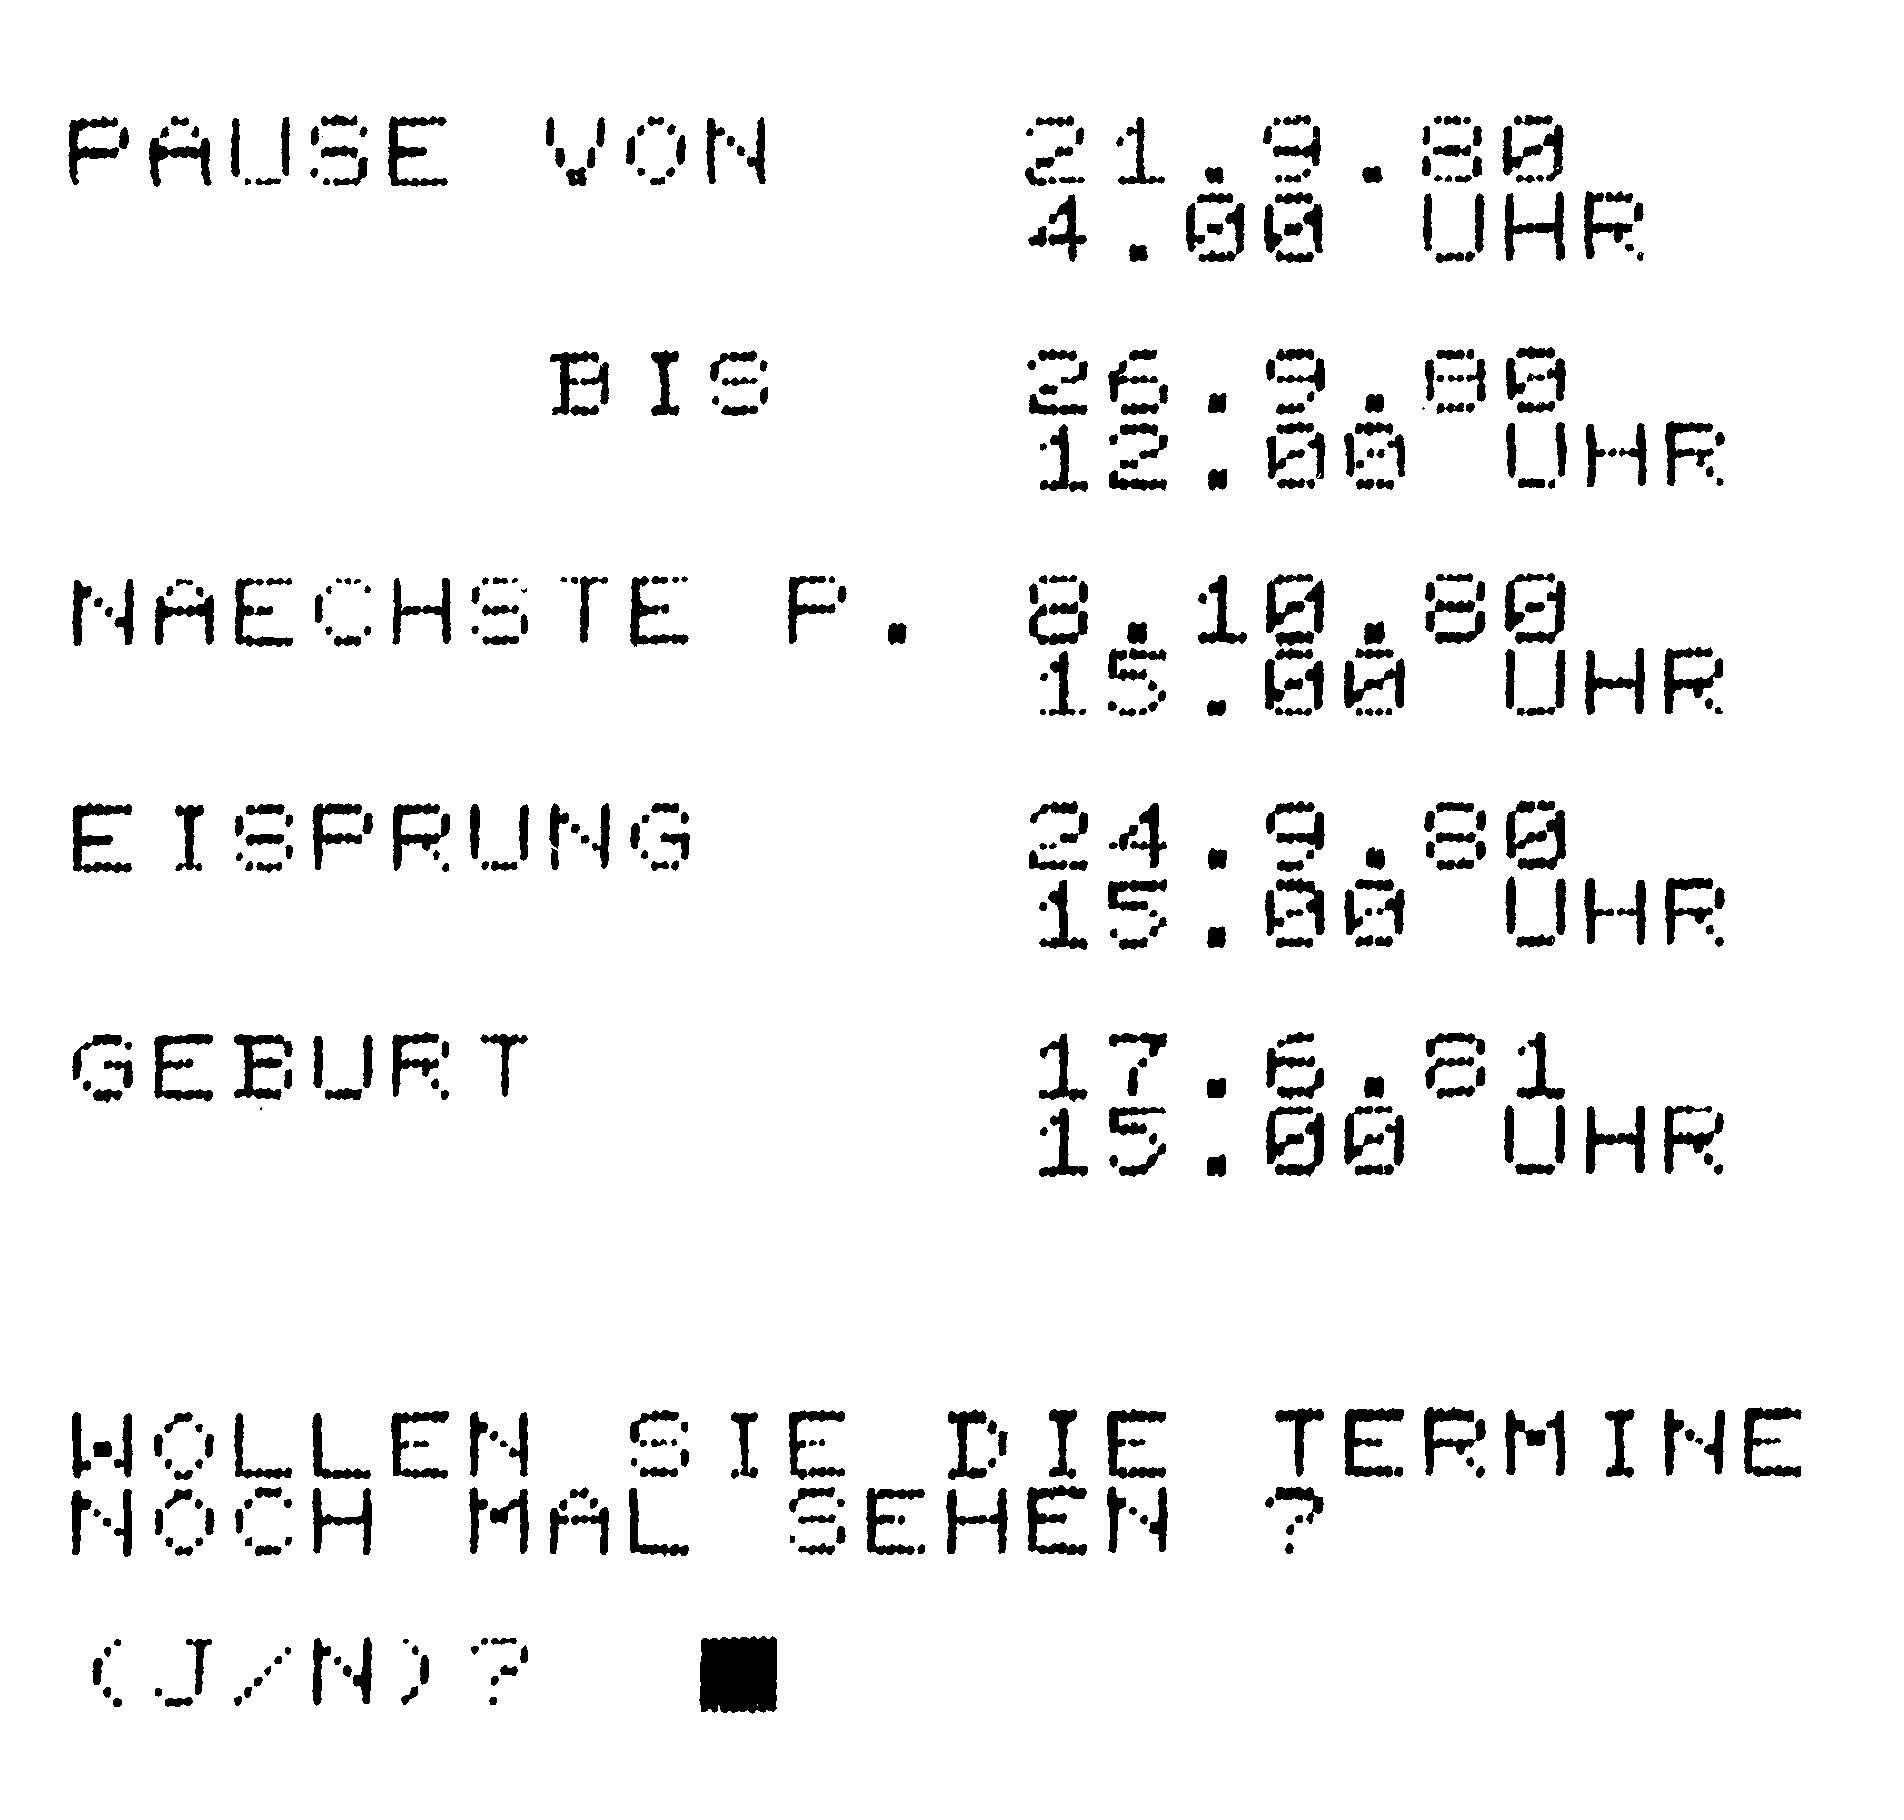 PAUSE VON 21.9.80
4.00 UHR
BIS 26.9.80
12.00 UHR
NAECHSTE P. 8.10.80
15.00 UHR
EISPRUNG 24.9.80
15.00 UHR
GEBURT 17.6.81
15.00 UHR
WOLLEN SIE DIE TERMINE
NOCH MAL SEHEN ?
(J/N)?